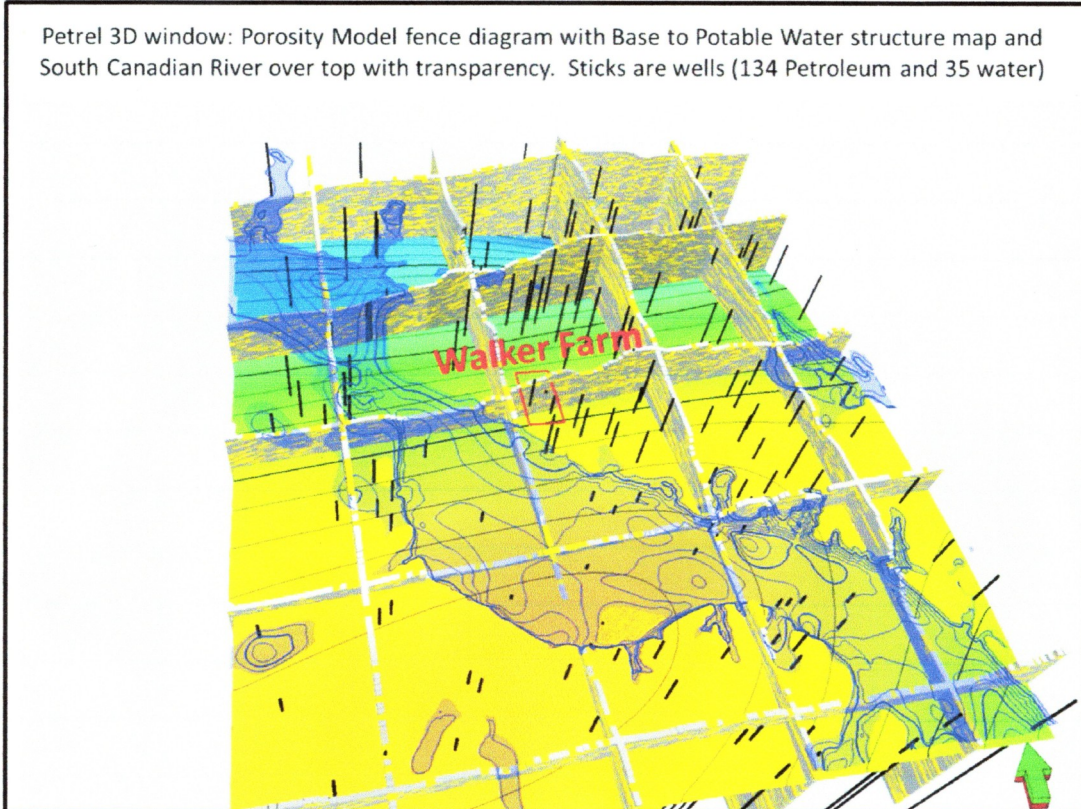 Petrel 3D window: Porosity Model fence diagram with Base to Potable Water structure map and
South Canadian River over top with transparency.  Sticks are wells (134 Petroleum and 35 water)
Walker Farm